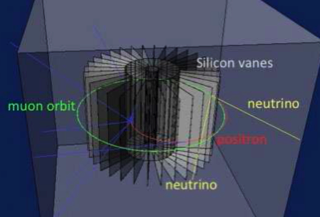 Silicon vanes
muon orbit
neutrino
positron
neutrino